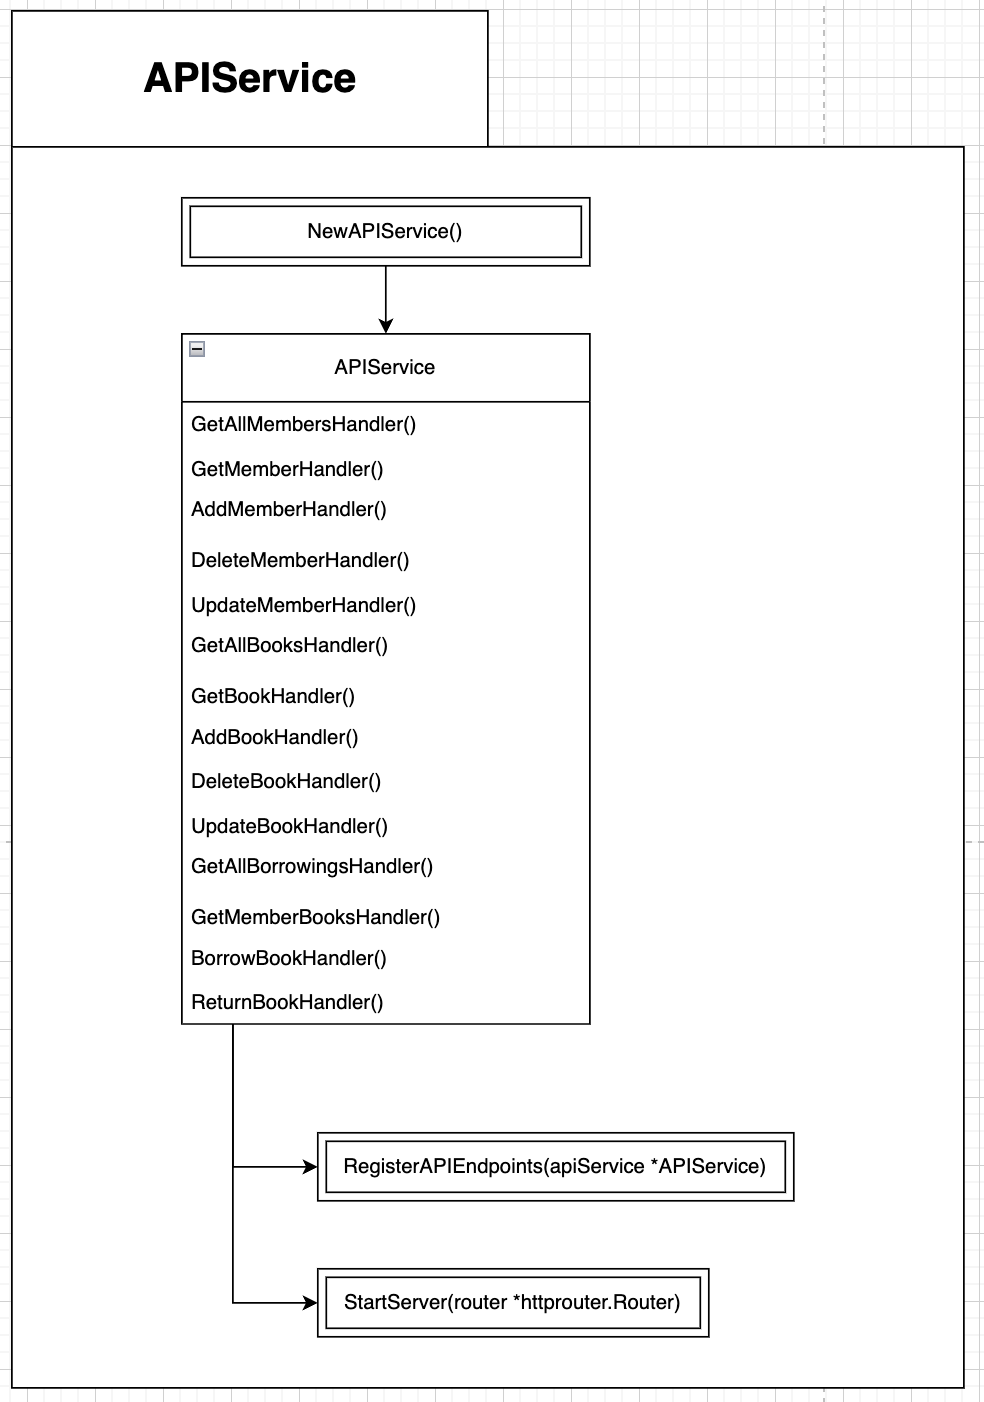 APIService
NewAPIService()
APIService
GetAllMembersHandler()
GetMemberHandler()
AddMemberHandler()
DeleteMemberHandler()
UpdateMemberHandler()
GetAllBooksHandler()
GetBookHandler()
AddBookHandler()
DeleteBookHandler()
UpdateBookHandler()
GetAllBorrowingsHandler()
GetMemberBooksHandler()
BorrowBookHandler()
ReturnBookHandler()
RegisterAPIEndpoints(apiService *APIService)
StartServer(router *httprouter.Router)